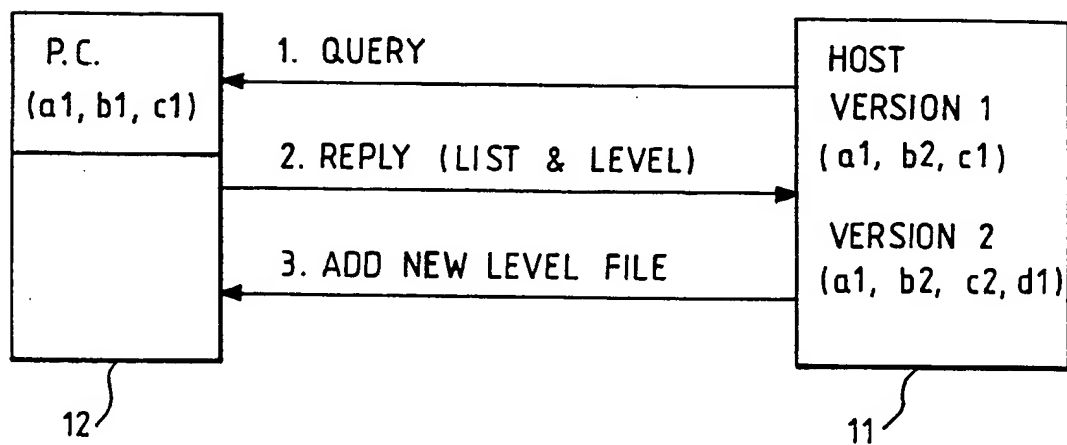 P.C.
(a1, b1, c1)
1. QUERY
2. REPLY (LIST & LEVEL)
3. ADD NEW LEVEL FILE
HOST
VERSION 1
(a1, b2, c1)
VERSION 2
(a1, b2, c2, d1)
12
11